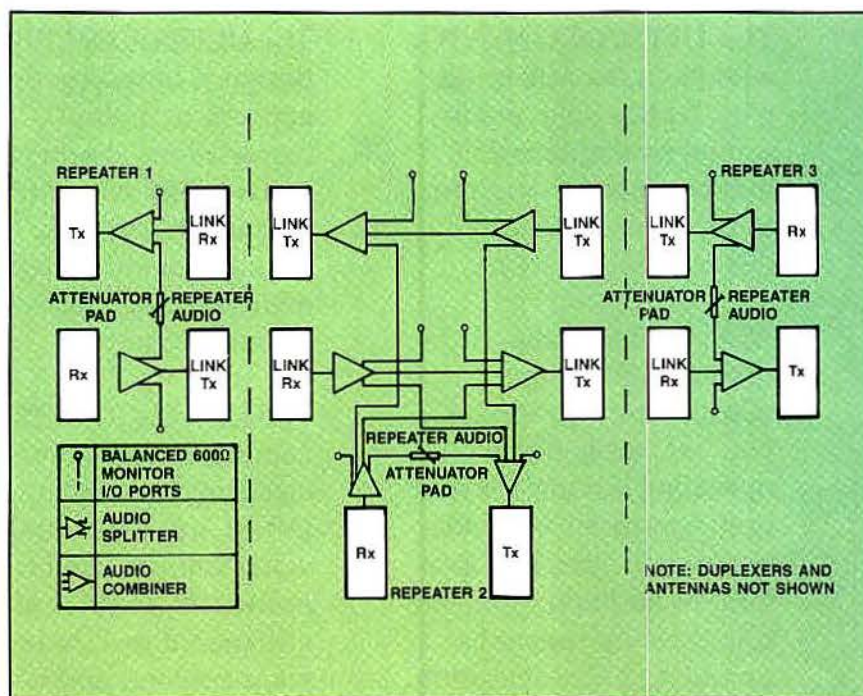 REPEATER 1
REPEATER 3
Tx
LINK
Rx
LINK
Tx
LINK
Tx
LINK
Tx
Rx
ATTENUATOR
PAD
REPEATER
AUDIO
ATTENUATOR
PAD
REPEATER
AUDIO
Rx
LINK
Tx
LINK
Rx
LINK
Tx
LINK
Rx
Tx
REPEATER AUDIO
ATTENUATOR
PAD
BALANCED 600Ω
MONITOR
I/O PORTS
AUDIO
SPLITTER
AUDIO
COMBINER
Rx
Tx
REPEATER 2
NOTE: DUPLEXERS AND
ANTENNAS NOT SHOWN